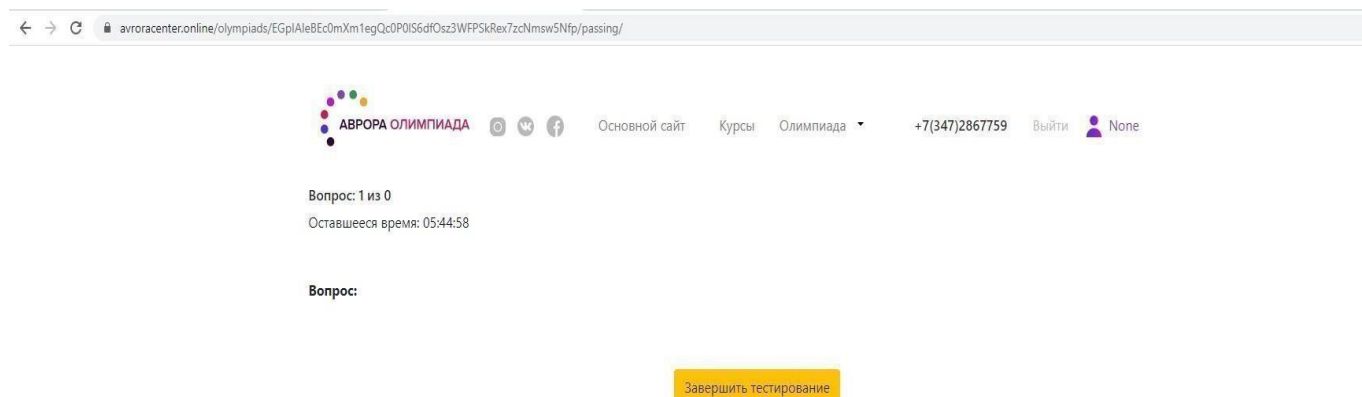 avroracenter.online/olympiads/EGpIAIeBEc0mXm1egQc0P0IS6dfOsz3WFPSkRex7zcNmsw5Nfp/passing/
АВРОРА ОЛИМПИАДА Основной сайт Курсы Олимпиада +7(347)2867759 Выйти None
Вопрос: 1 из 0
Оставшееся время: 05:44:58
Вопрос:
Завершить тестирование